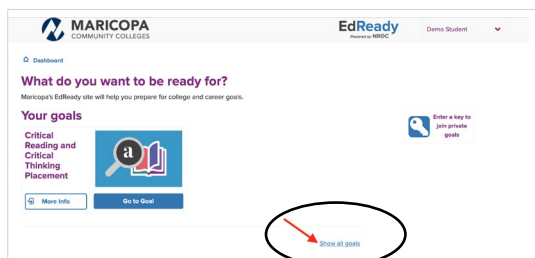 MARICOPA
COMMUNITY COLLEGES
EdReady
Powered by NROC
Demo Student
Dashboard
What do you want to be ready for?
Maricopa's EdReady site will help you prepare for college and career goals.
Your goals
Enter a key to
join private
goals
Critical
Reading and
Critical
Thinking
Placement
a
More Info
Go to Goal
Show all goals